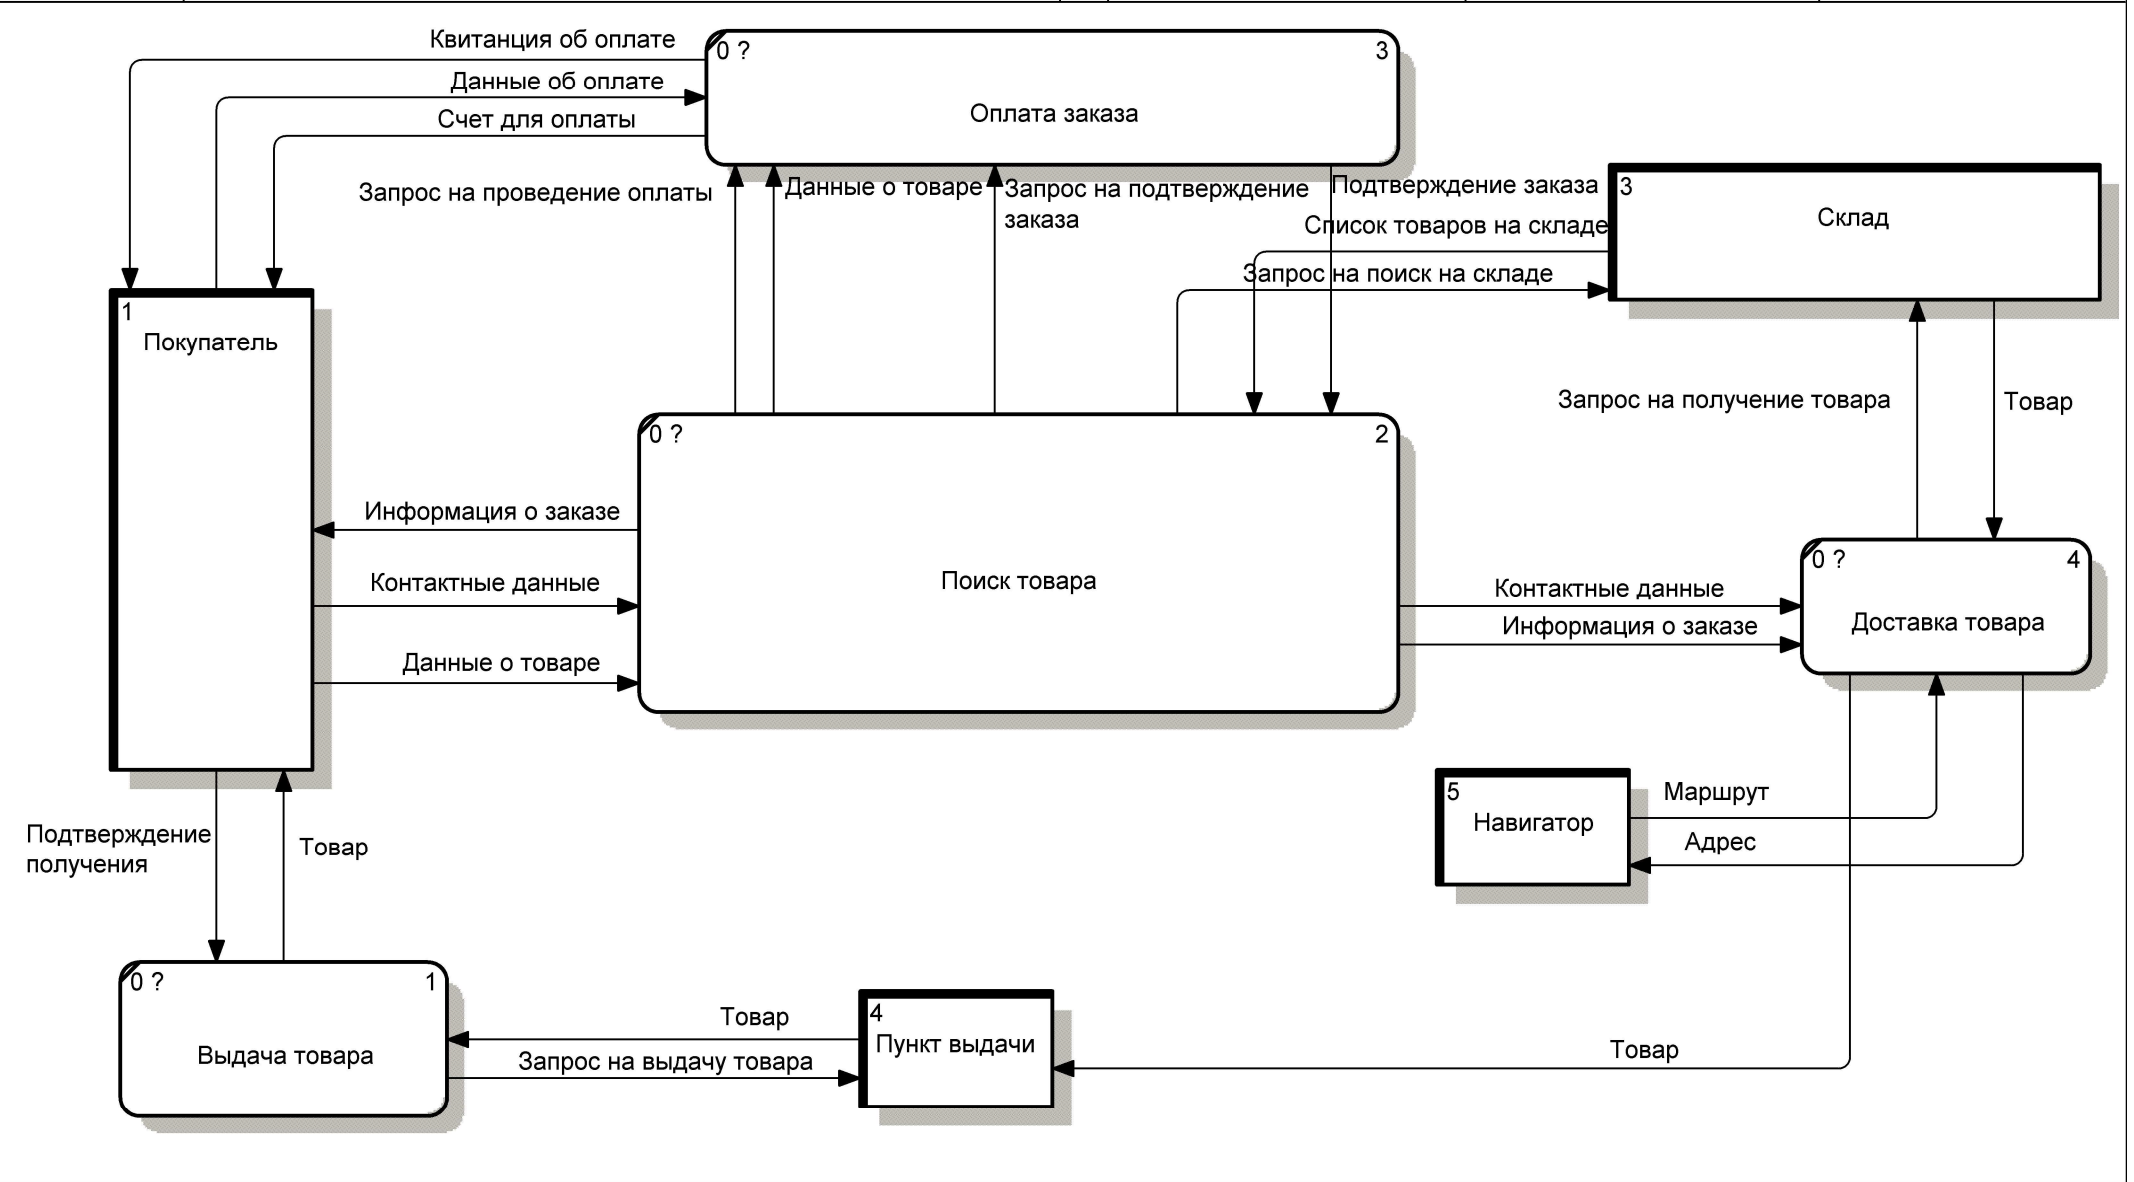 Квитанция об оплате
0 ?
3
Данные об оплате
Оплата заказа
Счет для оплаты
Запрос на проведение оплаты
Данные о товаре
Запрос на подтверждение
заказа
Подтверждение заказа
3
Склад
Список товаров на складе
Запрос на поиск на складе
1
Покупатель
Запрос на получение товара
Товар
0 ?
2
Информация о заказе
Контактные данные
Данные о товаре
Поиск товара
Контактные данные
Информация о заказе
0 ?
4
Доставка товара
5
Навигатор
Маршрут
Адрес
Подтверждение
получения
Товар
0 ?
1
Выдача товара
Товар
Запрос на выдачу товара
4
Пункт выдачи
Товар